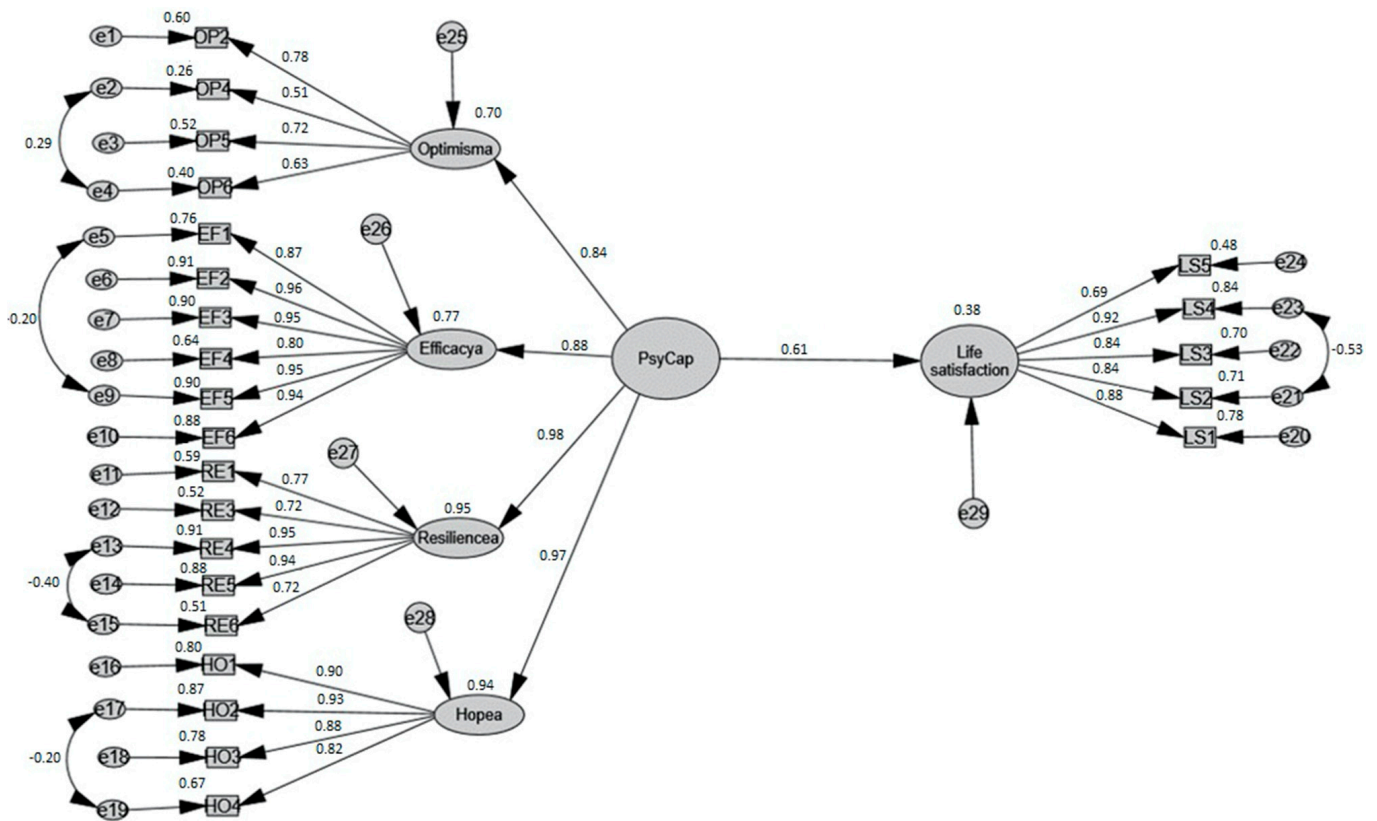 0.60
e1 OP2
e25
0.78
0.26
e2 OP4
0.51
0.70
0.52
0.29
e3 OP5
0.72
Optimisma
0.63
0.40
e4 OP6
0.76
e5 EF1
e26
0.87
0.84
0.91
e6 EF2
0.96
0.90
-0.20
e7 EF3
0.95
0.77
0.64
e8 EF4
0.80
Efficacya
0.88
PsyCap
0.61
0.90
0.95
e9 EF5
0.94
0.88
e10 EF6
0.59
e11 RE1
e27
0.98
0.77
0.52
e12 RE3
0.72
0.95
0.91
e13 RE4
0.95
Resiliencea
0.94
0.88
-0.40
e14 RE5
0.72
0.97
0.51
e15 RE6
e28
0.80
e16 HO1
0.90
0.94
0.87
e17 HO2
0.93
Hopea
0.88
0.78
0.82
-0.20
e18 HO3
0.67
e19 HO4
0.38
Life
satisfaction
e29
0.48
LS5 e24
0.69
0.84
LS4 e23
0.92
0.70
0.84
LS3 e22
-0.53
0.84
0.71
LS2 e21
0.88
0.78
LS1 e20